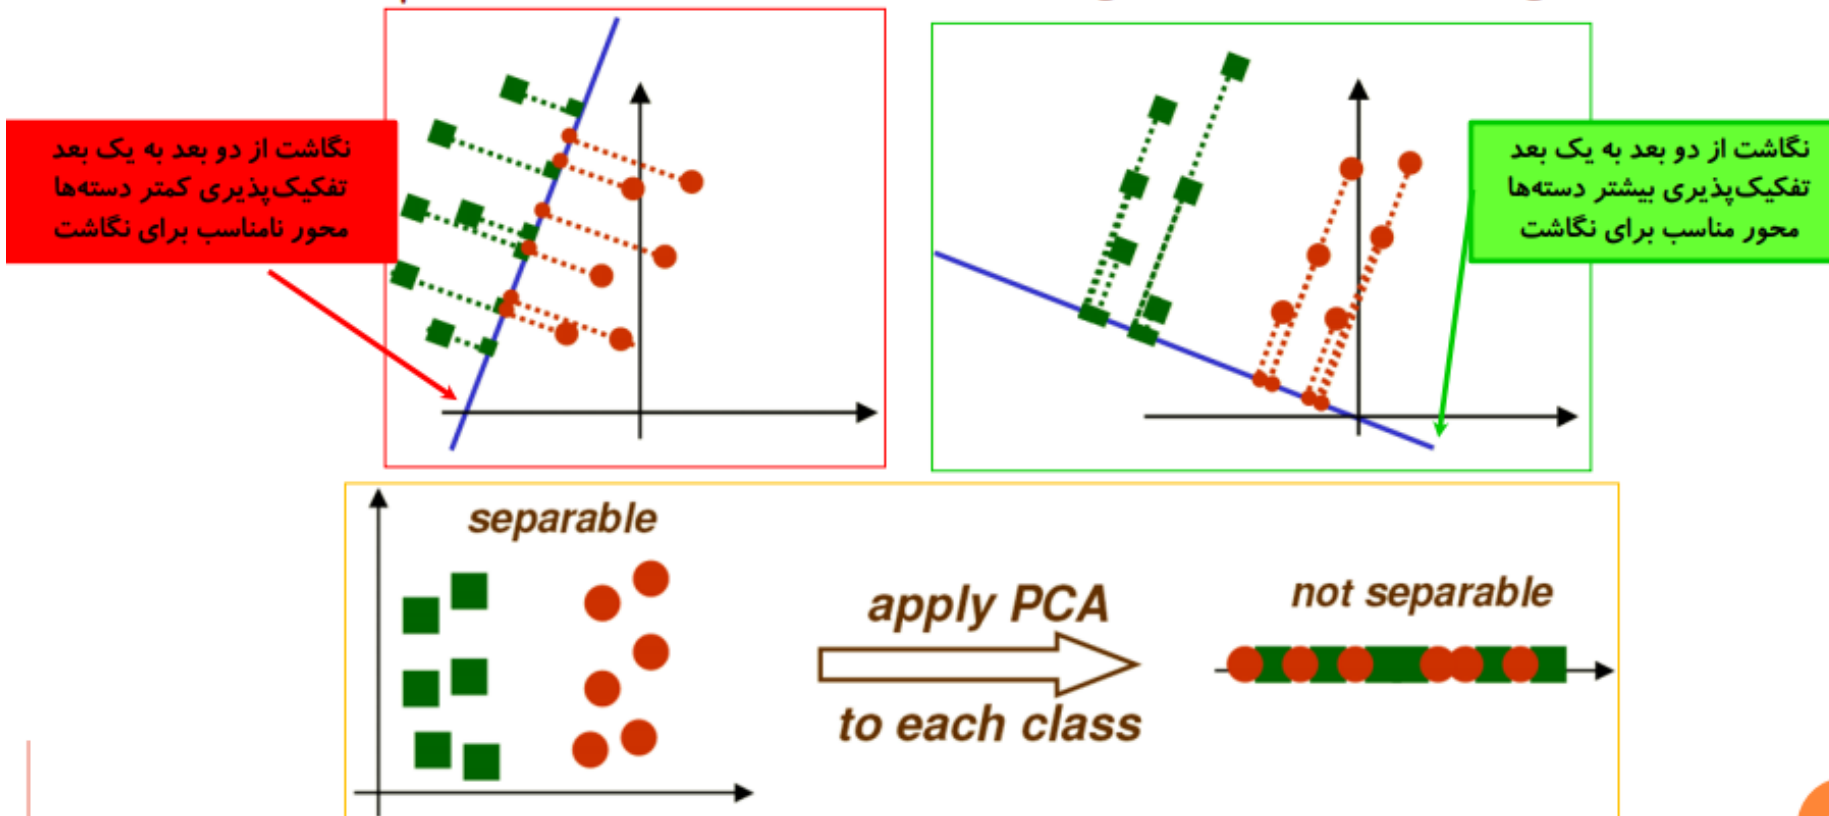 نگاشت از دو بعد به یک بعد
تفکیک‌پذیری کمتر دسته‌ها
محور نامناسب برای نگاشت
نگاشت از دو بعد به یک بعد
تفکیک‌پذیری بیشتر دسته‌ها
محور مناسب برای نگاشت
separable
apply PCA
to each class
not separable